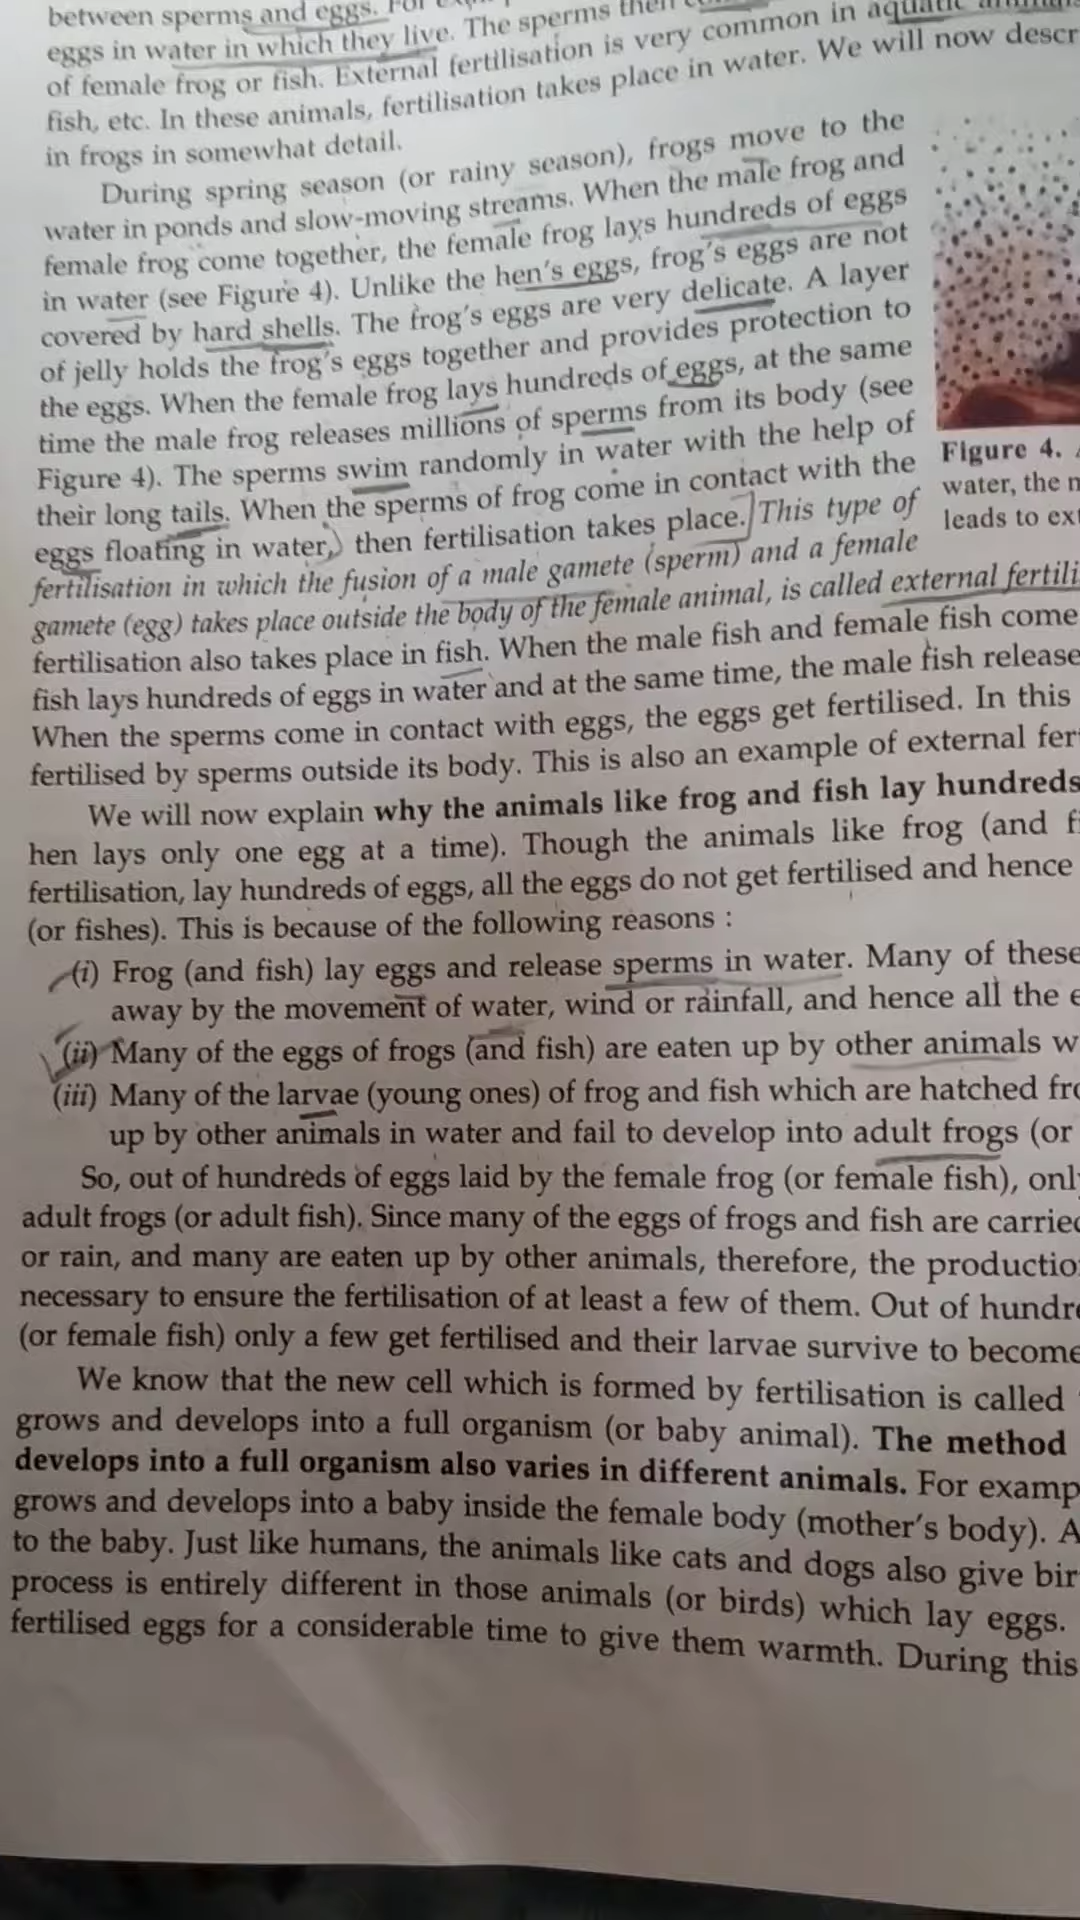 between sperms and eggs. For
eggs in water in which they live. The sperms then
of female frog or fish. External fertilisation is very common in aquatic animals
fish, etc. In these animals, fertilisation takes place in water. We will now descr
in frogs in somewhat detail.
During spring season (or rainy season), frogs move to the
water in ponds and slow-moving streams. When the male frog and
female frog come together, the female frog lays hundreds of eggs
in water (see Figure 4). Unlike the hen's eggs, frog's eggs are not
covered by hard shells. The frog's eggs are very delicate. A layer
of jelly holds the frog's eggs together and provides protection to
the eggs. When the female frog lays hundreds of eggs, at the same
time the male frog releases millions of sperms from its body (see
Figure 4). The sperms swim randomly in water with the help of
their long tails. When the sperms of frog come in contact with the
eggs floating in water, then fertilisation takes place. This type of
fertilisation in which the fusion of a male gamete (sperm) and a female
gamete (egg) takes place outside the body of the female animal, is called external fertili
fertilisation also takes place in fish. When the male fish and female fish come
fish lays hundreds of eggs in water and at the same time, the male fish release
When the sperms come in contact with eggs, the eggs get fertilised. In this
fertilised by sperms outside its body. This is also an example of external fer
We will now explain why the animals like frog and fish lay hundreds
hen lays only one egg at a time). Though the animals like frog (and fi
fertilisation, lay hundreds of eggs, all the eggs do not get fertilised and hence
(or fishes). This is because of the following reasons :
(i) Frog (and fish) lay eggs and release sperms in water. Many of these
away by the movement of water, wind or rainfall, and hence all the e
(ii) Many of the eggs of frogs (and fish) are eaten up by other animals w
(iii) Many of the larvae (young ones) of frog and fish which are hatched fro
up by other animals in water and fail to develop into adult frogs (or
So, out of hundreds of eggs laid by the female frog (or female fish), onl
adult frogs (or adult fish). Since many of the eggs of frogs and fish are carried
or rain, and many are eaten up by other animals, therefore, the productio
necessary to ensure the fertilisation of at least a few of them. Out of hundre
(or female fish) only a few get fertilised and their larvae survive to become
We know that the new cell which is formed by fertilisation is called
grows and develops into a full organism (or baby animal). The method
develops into a full organism also varies in different animals. For examp
grows and develops into a baby inside the female body (mother's body). A
to the baby. Just like humans, the animals like cats and dogs also give bir
process is entirely different in those animals (or birds) which lay eggs.
fertilised eggs for a considerable time to give them warmth. During this
Figure 4.
water, the m
leads to ext